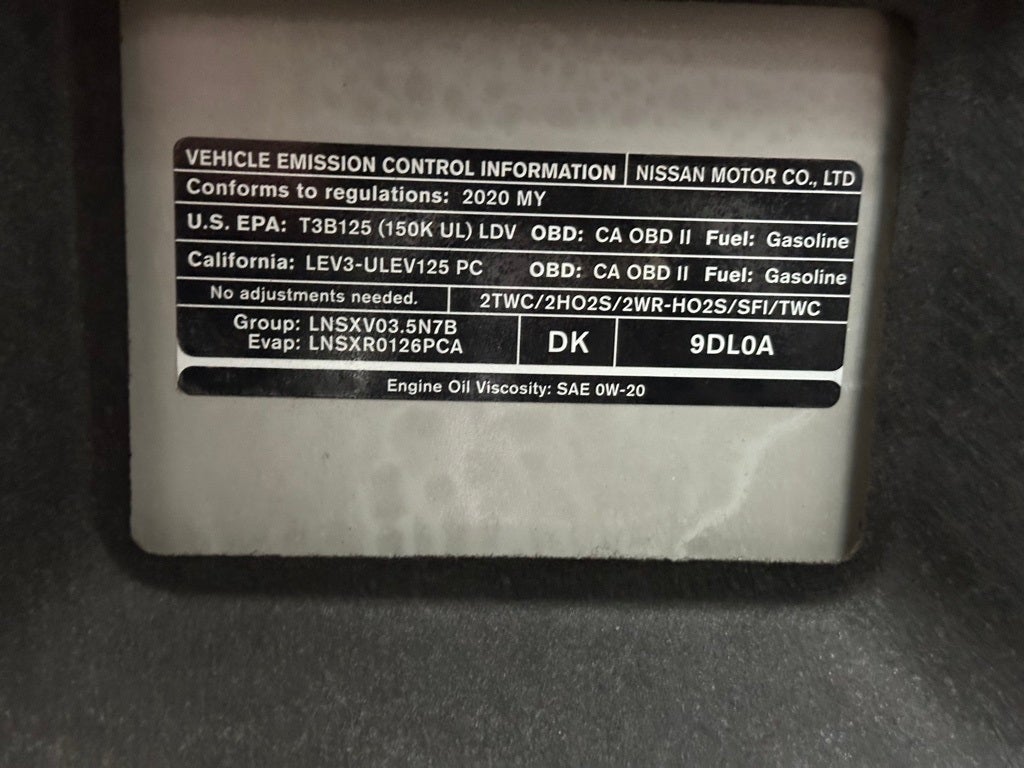 VEHICLE EMISSION CONTROL INFORMATION NISSAN MOTOR CO., LTD
Conforms to regulations: 2020 MY
U.S. EPA: T3B125 (150K UL) LDV OBD: CA OBD II Fuel: Gasoline
California: LEV3-ULEV125 PC OBD: CA OBD II Fuel: Gasoline
No adjustments needed. 2TWC/2HO2S/2WR-HO2S/SFI/TWC
Group: LNSXV03.5N7B
Evap: LNSXR0126PCA
DK
9DL0A
Engine Oil Viscosity: SAE 0W-20